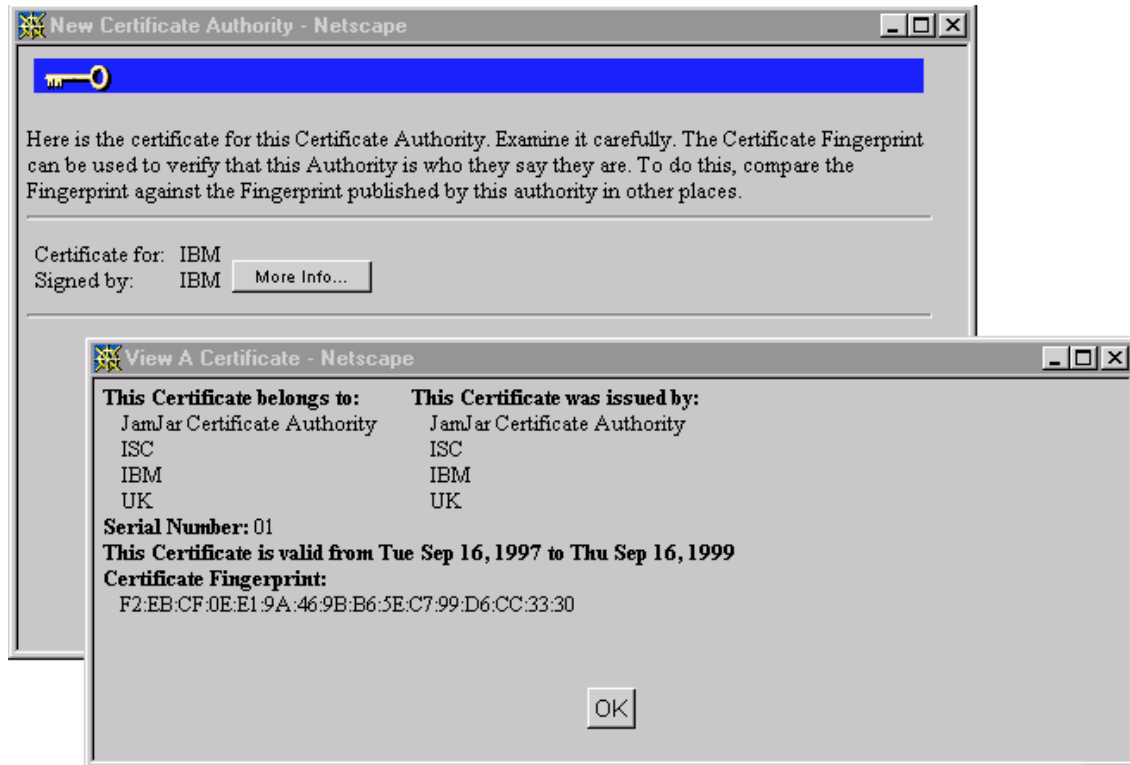 New Certificate Authority - Netscape
Here is the certificate for this Certificate Authority. Examine it carefully. The Certificate Fingerprint
can be used to verify that this Authority is who they say they are. To do this, compare the
Fingerprint against the Fingerprint published by this authority in other places.
Certificate for: IBM
Signed by: IBM More Info...
View A Certificate - Netscape
This Certificate belongs to: This Certificate was issued by:
JamJar Certificate Authority JamJar Certificate Authority
ISC ISC
IBM IBM
UK UK
Serial Number: 01
This Certificate is valid from Tue Sep 16, 1997 to Thu Sep 16, 1999
Certificate Fingerprint:
F2:EB:CF:0E:E1:9A:46:9B:B6:5E:C7:99:D6:CC:33:30
OK